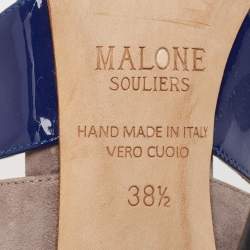 MALONE
SOULIERS
HAND MADE IN ITALY
VERO CUOIO
38½